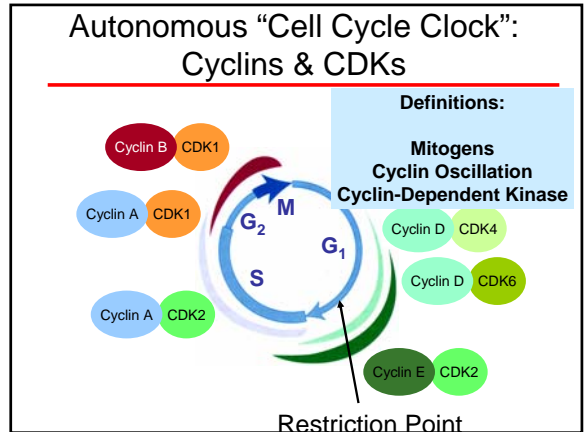 Autonomous “Cell Cycle Clock”:
Cyclins & CDKs
Definitions:
Mitogens
Cyclin Oscillation
Cyclin-Dependent Kinase
Cyclin B CDK1
Cyclin A CDK1
Cyclin D CDK4
Cyclin D CDK6
Cyclin A CDK2
Cyclin E CDK2
M
G₂
G₁
S
Restriction Point